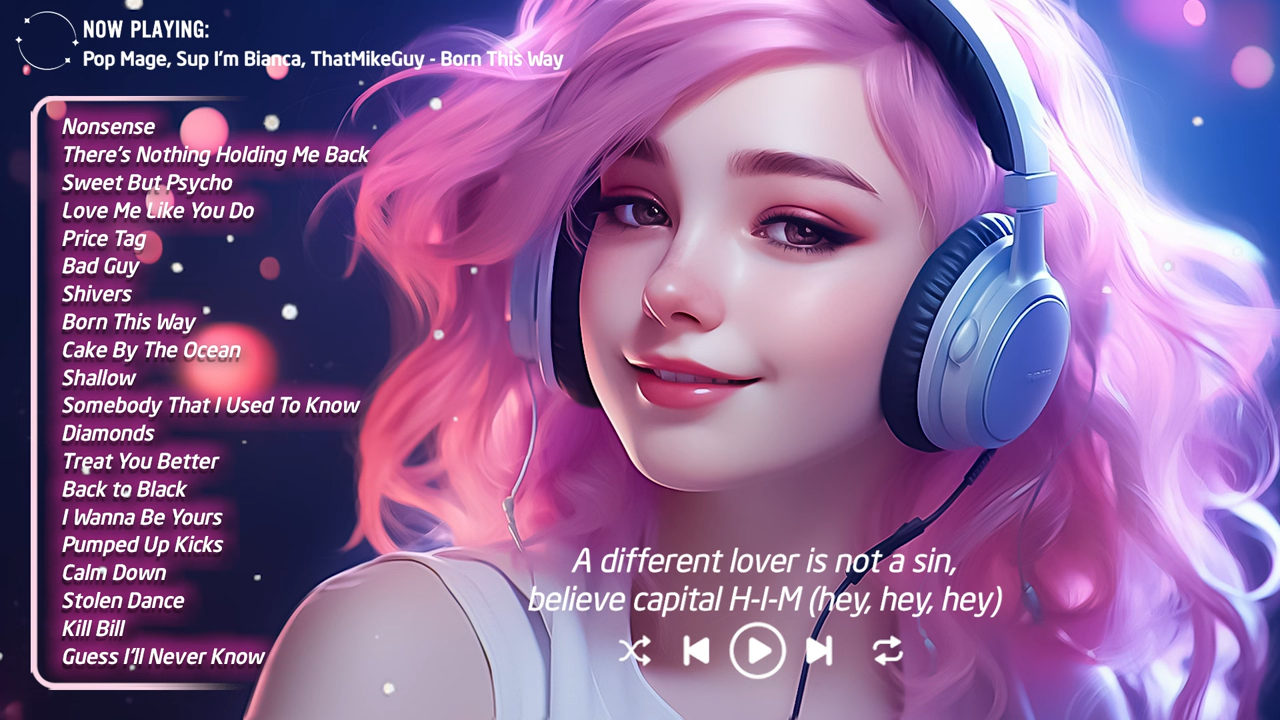 NOW PLAYING:
Pop Mage, Sup I'm Bianca, ThatMikeGuy - Born This Way
Nonsense
There's Nothing Holding Me Back
Sweet But Psycho
Love Me Like You Do
Price Tag
Bad Guy
Shivers
Born This Way
Cake By The Ocean
Shallow
Somebody That I Used To Know
Diamonds
Treat You Better
Back to Black
I Wanna Be Yours
Pumped Up Kicks
Calm Down
Stolen Dance
Kill Bill
Guess I'll Never Know
A different lover is not a sin,
believe capital H-I-M (hey, hey, hey)